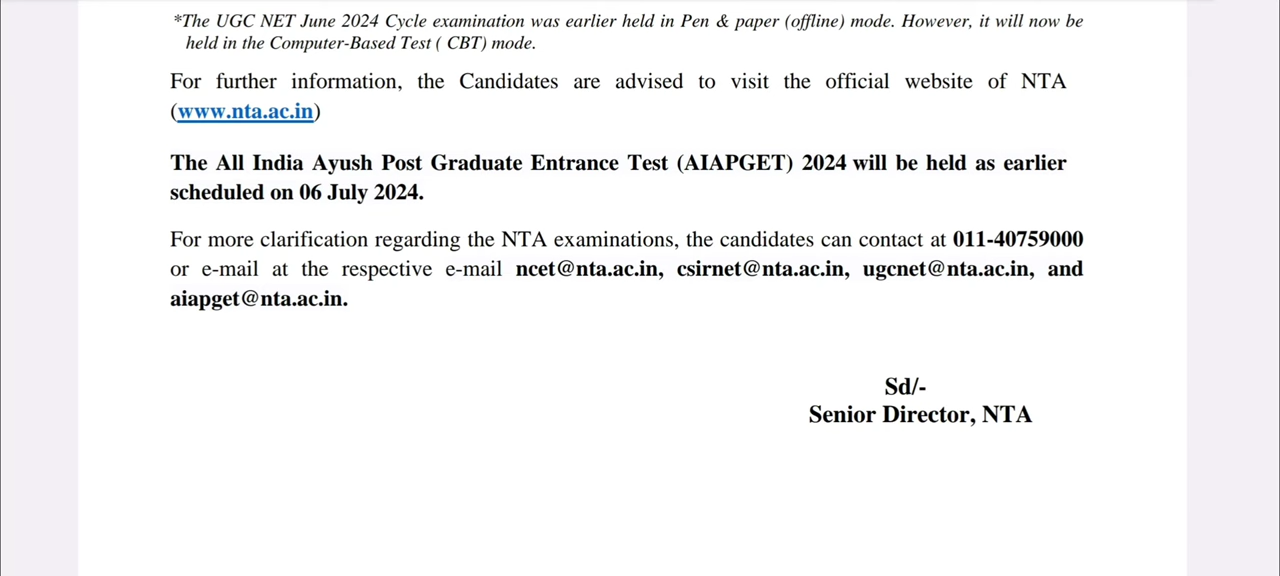 *The UGC NET June 2024 Cycle examination was earlier held in Pen & paper (offline) mode. However, it will now be
held in the Computer-Based Test ( CBT) mode.
For further information, the Candidates are advised to visit the official website of NTA
(www.nta.ac.in)
The All India Ayush Post Graduate Entrance Test (AIAPGET) 2024 will be held as earlier
scheduled on 06 July 2024.
For more clarification regarding the NTA examinations, the candidates can contact at 011-40759000
or e-mail at the respective e-mail ncet@nta.ac.in, csirnet@nta.ac.in, ugcnet@nta.ac.in, and
aiapget@nta.ac.in.
Sd/-
Senior Director, NTA